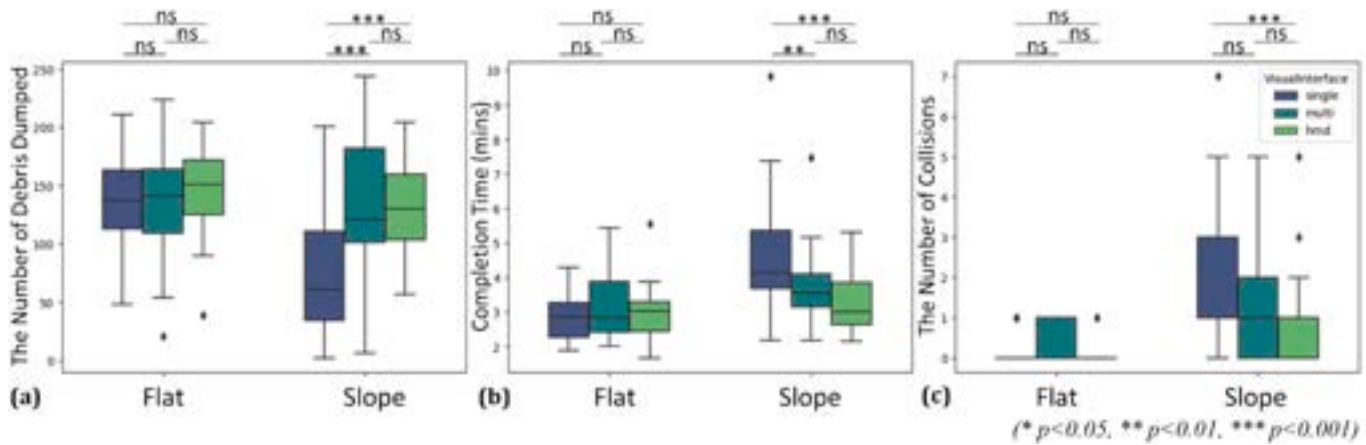 ns
***
ns
***
ns
***
ns
ns
ns
ns
ns
ns
ns
***
ns
**
ns
ns
ns
ns
The Number of Debris Dumped
250
200
150
100
50
0
Completion Time (mins)
10
9
8
7
6
5
4
3
2
The Number of Collisions
7
6
5
4
3
2
1
0
VisualInterface
single
multi
hmd
(a)
Flat
Slope
(b)
Flat
Slope
(c)
Flat
Slope
(* p<0.05, ** p<0.01, *** p<0.001)